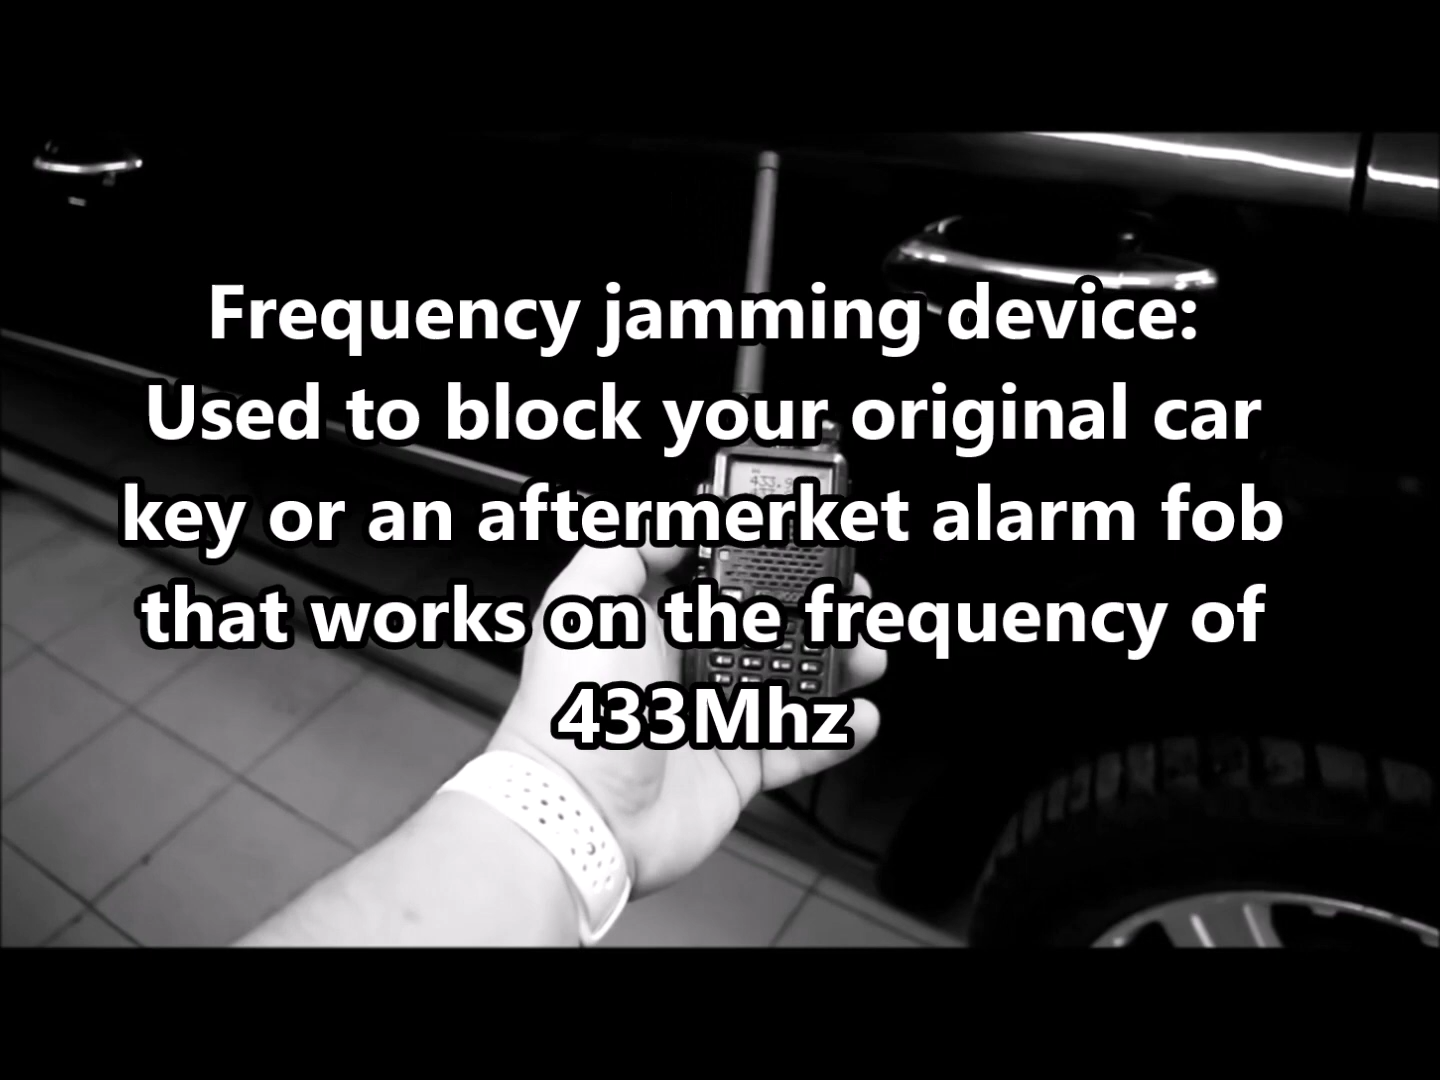 Frequency jamming device:
Used to block your original car
key or an aftermerket alarm fob
that works on the frequency of
433Mhz